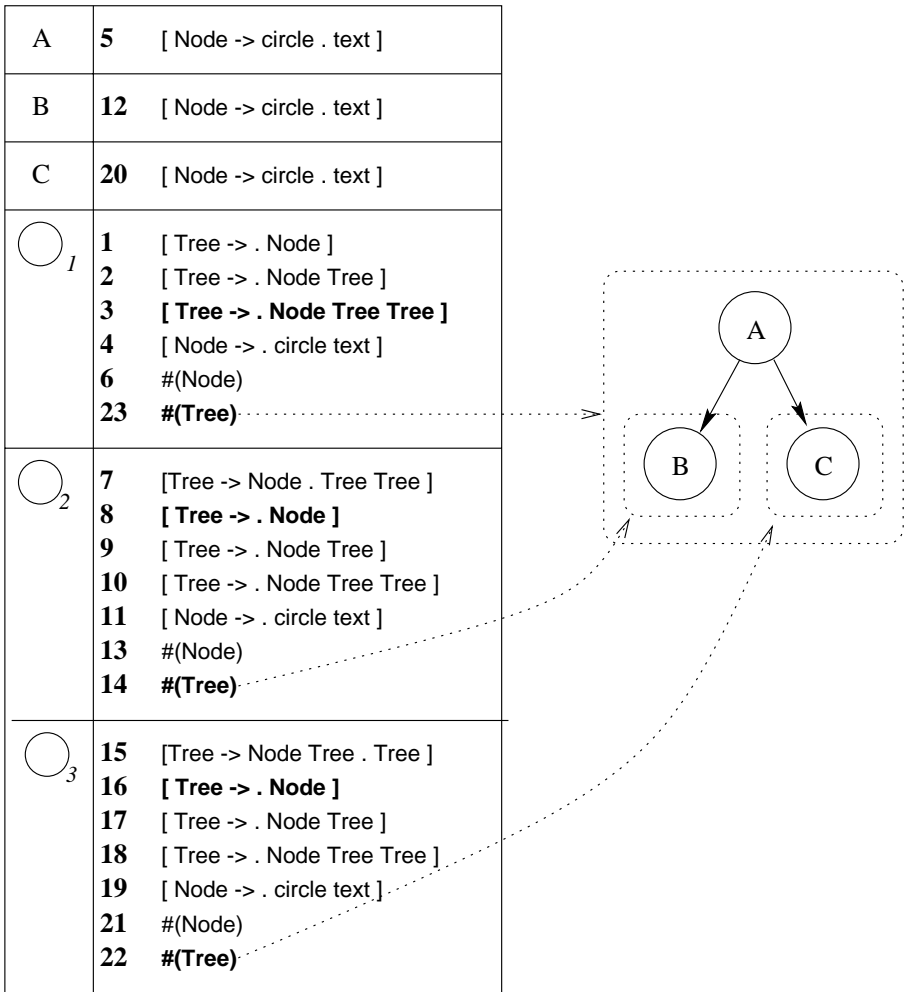 A 5 [ Node -> circle . text ]
B 12 [ Node -> circle . text ]
C 20 [ Node -> circle . text ]
1
1 [ Tree -> . Node ]
2 [ Tree -> . Node Tree ]
3 [ Tree -> . Node Tree Tree ]
4 [ Node -> . circle text ]
6 #(Node)
23 #(Tree)
2
7 [Tree -> Node . Tree Tree ]
8 [ Tree -> . Node ]
9 [ Tree -> . Node Tree ]
10 [ Tree -> . Node Tree Tree ]
11 [ Node -> . circle text ]
13 #(Node)
14 #(Tree)
3
15 [Tree -> Node Tree . Tree ]
16 [ Tree -> . Node ]
17 [ Tree -> . Node Tree ]
18 [ Tree -> . Node Tree Tree ]
19 [ Node -> . circle text ]
21 #(Node)
22 #(Tree)
A
B C